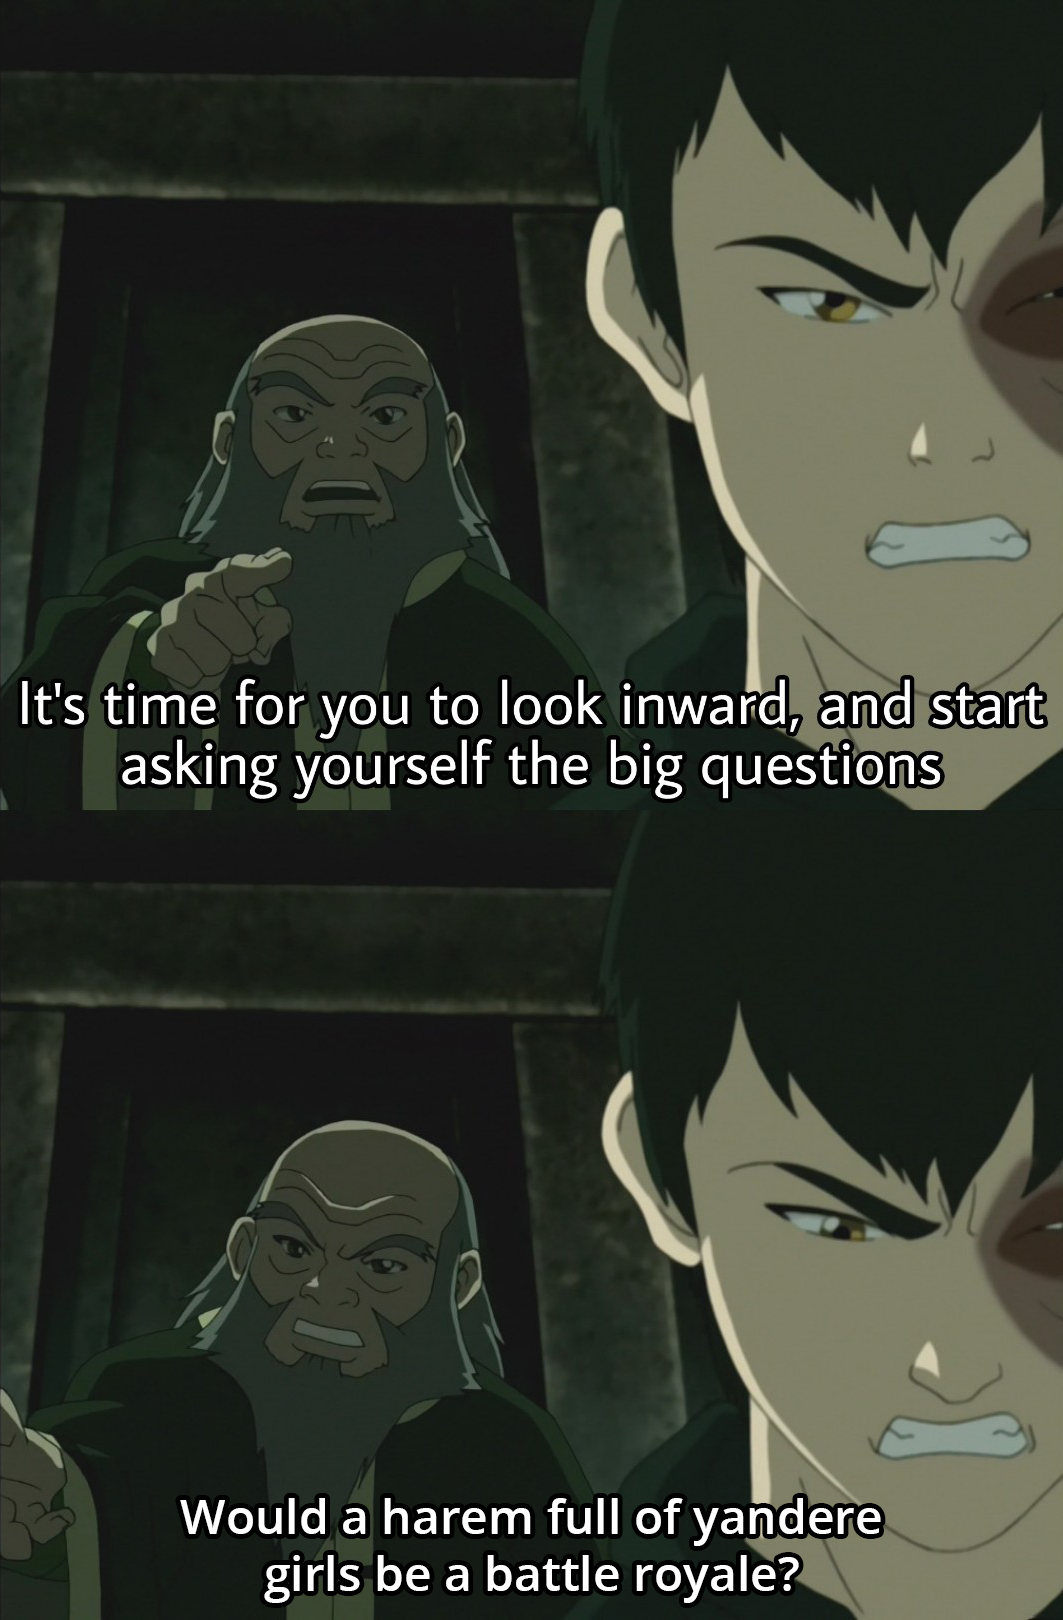 It's time for you to look inward, and start
asking yourself the big questions
Would a harem full of yandere
girls be a battle royale?